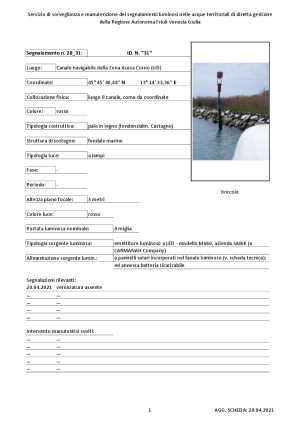 Servizio di sorveglianza e manutenzione dei segnalamenti luminosi nelle acque territoriali di diretta gestione
della Regione Autonoma Friuli Venezia Giulia
Segnalamento n. 28_31: ID. N. "31"
Luogo: Canale navigabile della Zona Aussa Corno (UD)
Coordinate: 45° 45' 40,48" N 13° 14' 33,36" E
Collocazione fisica: lungo il canale, come da coordinate
Colore: rosso
Tipologia costruttiva: palo in legno (tendenzialm. Castagno)
Struttura di sostegno: fondale marino
Tipologia luce: a lampi
Fase: -
Periodo: -
briccole
Altezza piano focale: 3 metri
Colore luce: rosso
Portata luminosa nominale: 4 miglia
Tipologia sorgente luminosa: emettitore luminoso a LED - modello M660, azienda SABIK (a
CARMANAH Company)
Alimentazione sorgente lumin.: a pannelli solari incorporati nel fanale luminoso (v. scheda tecnica);
ed annessa batteria ricaricabile
Segnalazioni rilevanti:
20.04.2021 verniciatura assente
... ...
... ...
... ...
... ...
Intervento manutentivi svolti:
... ...
... ...
... ...
... ...
... ...
1 AGG. SCHEDA: 20.04.2021